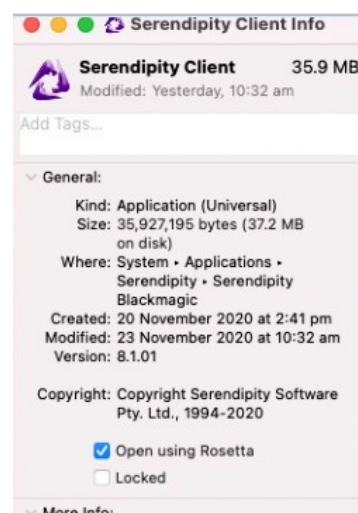 Serendipity Client Info
Serendipity Client 35.9 MB
Modified: Yesterday, 10:32 am
Add Tags...
General:
Kind: Application (Universal)
Size: 35,927,195 bytes (37.2 MB
on disk)
Where: System ▸ Applications ▸
Serendipity ▸ Serendipity
Blackmagic
Created: 20 November 2020 at 2:41 pm
Modified: 23 November 2020 at 10:32 am
Version: 8.1.01
Copyright: Copyright Serendipity Software
Pty. Ltd., 1994-2020
Open using Rosetta
Locked
More Info: